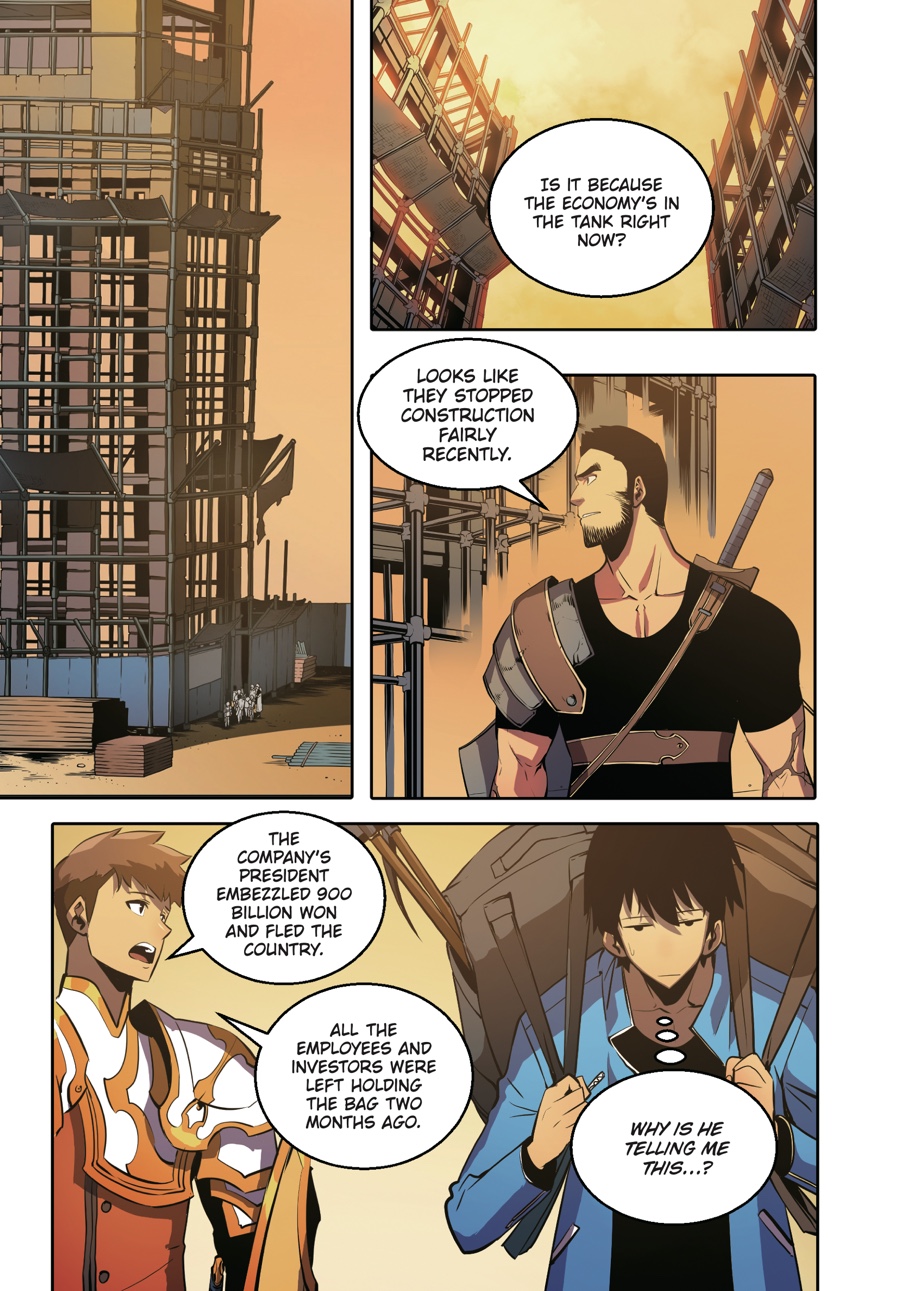 IS IT BECAUSE
THE ECONOMY'S IN
THE TANK RIGHT
NOW?
LOOKS LIKE
THEY STOPPED
CONSTRUCTION
FAIRLY
RECENTLY.
THE
COMPANY'S
PRESIDENT
EMBEZZLED 900
BILLION WON
AND FLED THE
COUNTRY.
ALL THE
EMPLOYEES AND
INVESTORS WERE
LEFT HOLDING
THE BAG TWO
MONTHS AGO.
WHY IS HE
TELLING ME
THIS...?